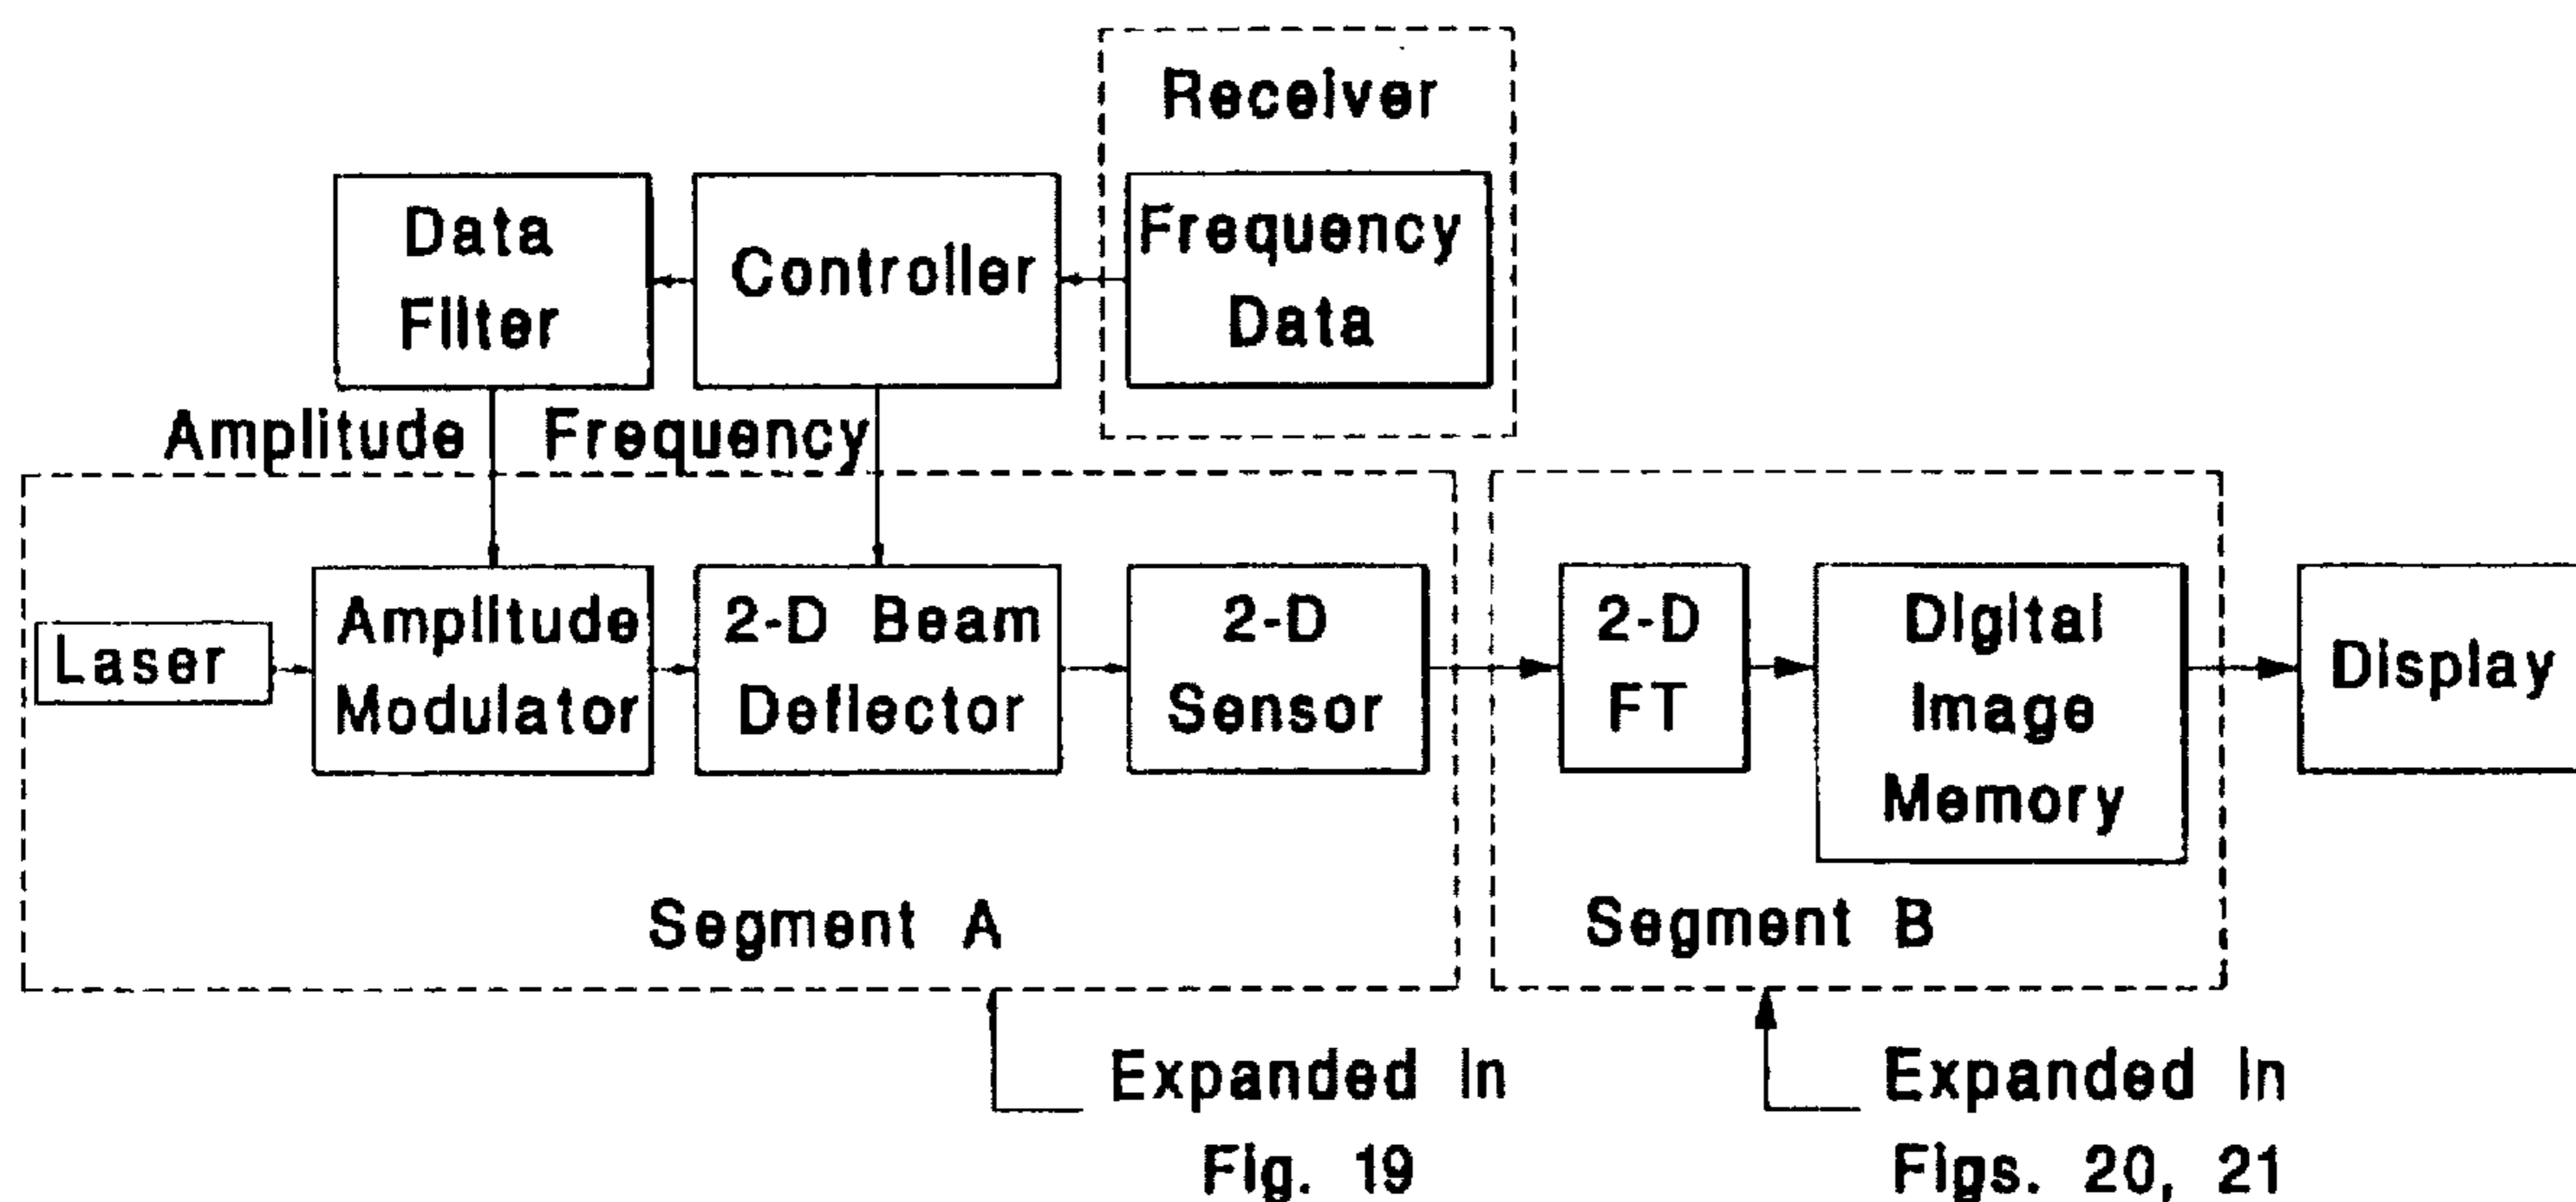 Receiver
Data
Filter
Controller
Frequency
Data
Amplitude
Frequency
Laser
Amplitude
Modulator
2-D Beam
Deflector
2-D
Sensor
2-D
FT
Digital
Image
Memory
Display
Segment A
Segment B
Expanded In
Fig. 19
Expanded In
Figs. 20, 21